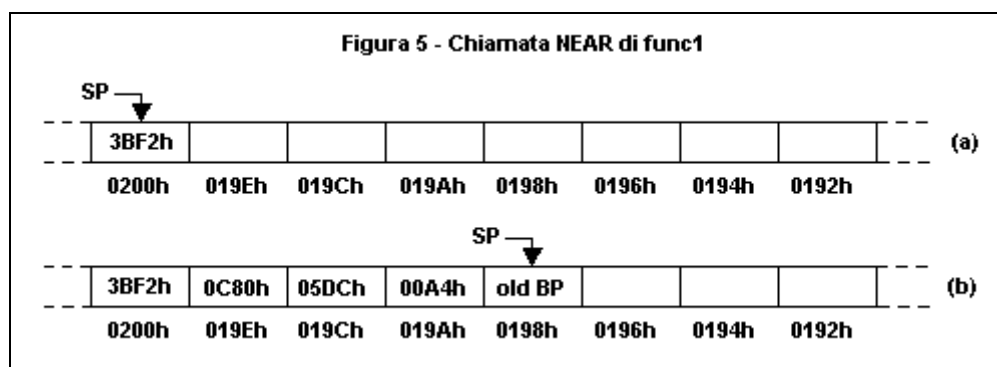 Figura 5 - Chiamata NEAR di func1
SP
3BF2h
(a)
0200h 019Eh 019Ch 019Ah 0198h 0196h 0194h 0192h
SP
3BF2h 0C80h 05DCh 00A4h old BP
(b)
0200h 019Eh 019Ch 019Ah 0198h 0196h 0194h 0192h